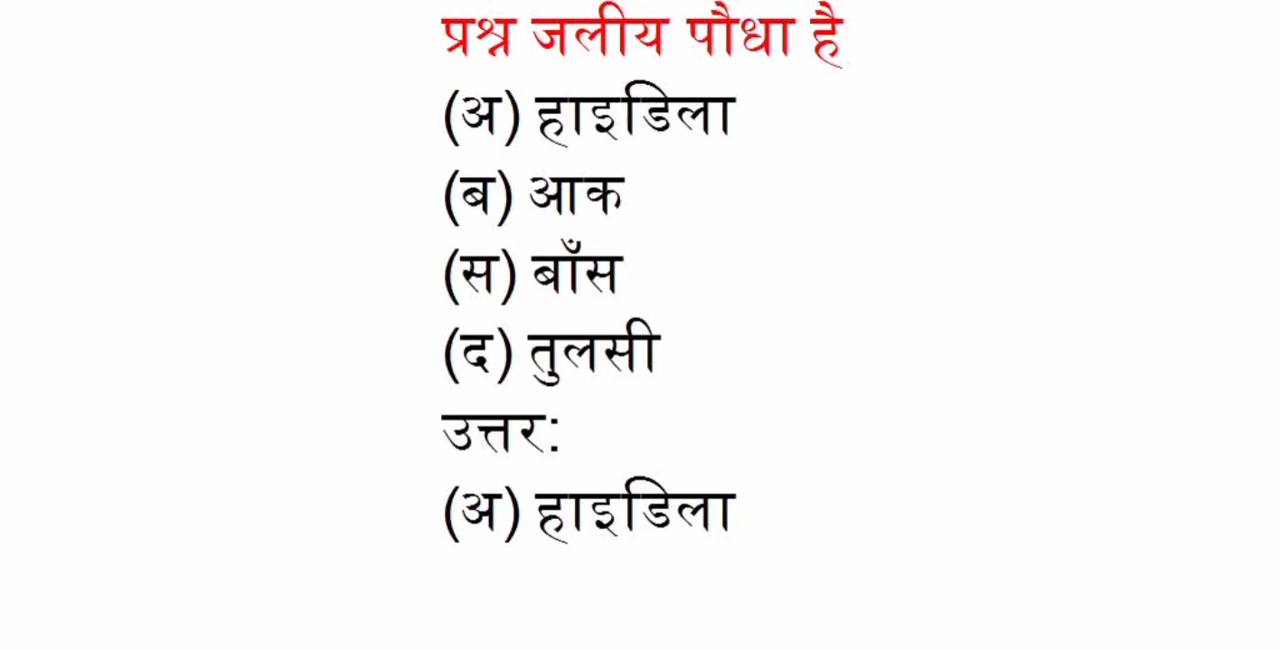 प्रश्न जलीय पौधा है
(अ) हाइडिला
(ब) आक
(स) बाँस
(द) तुलसी
उत्तर:
(अ) हाइडिला